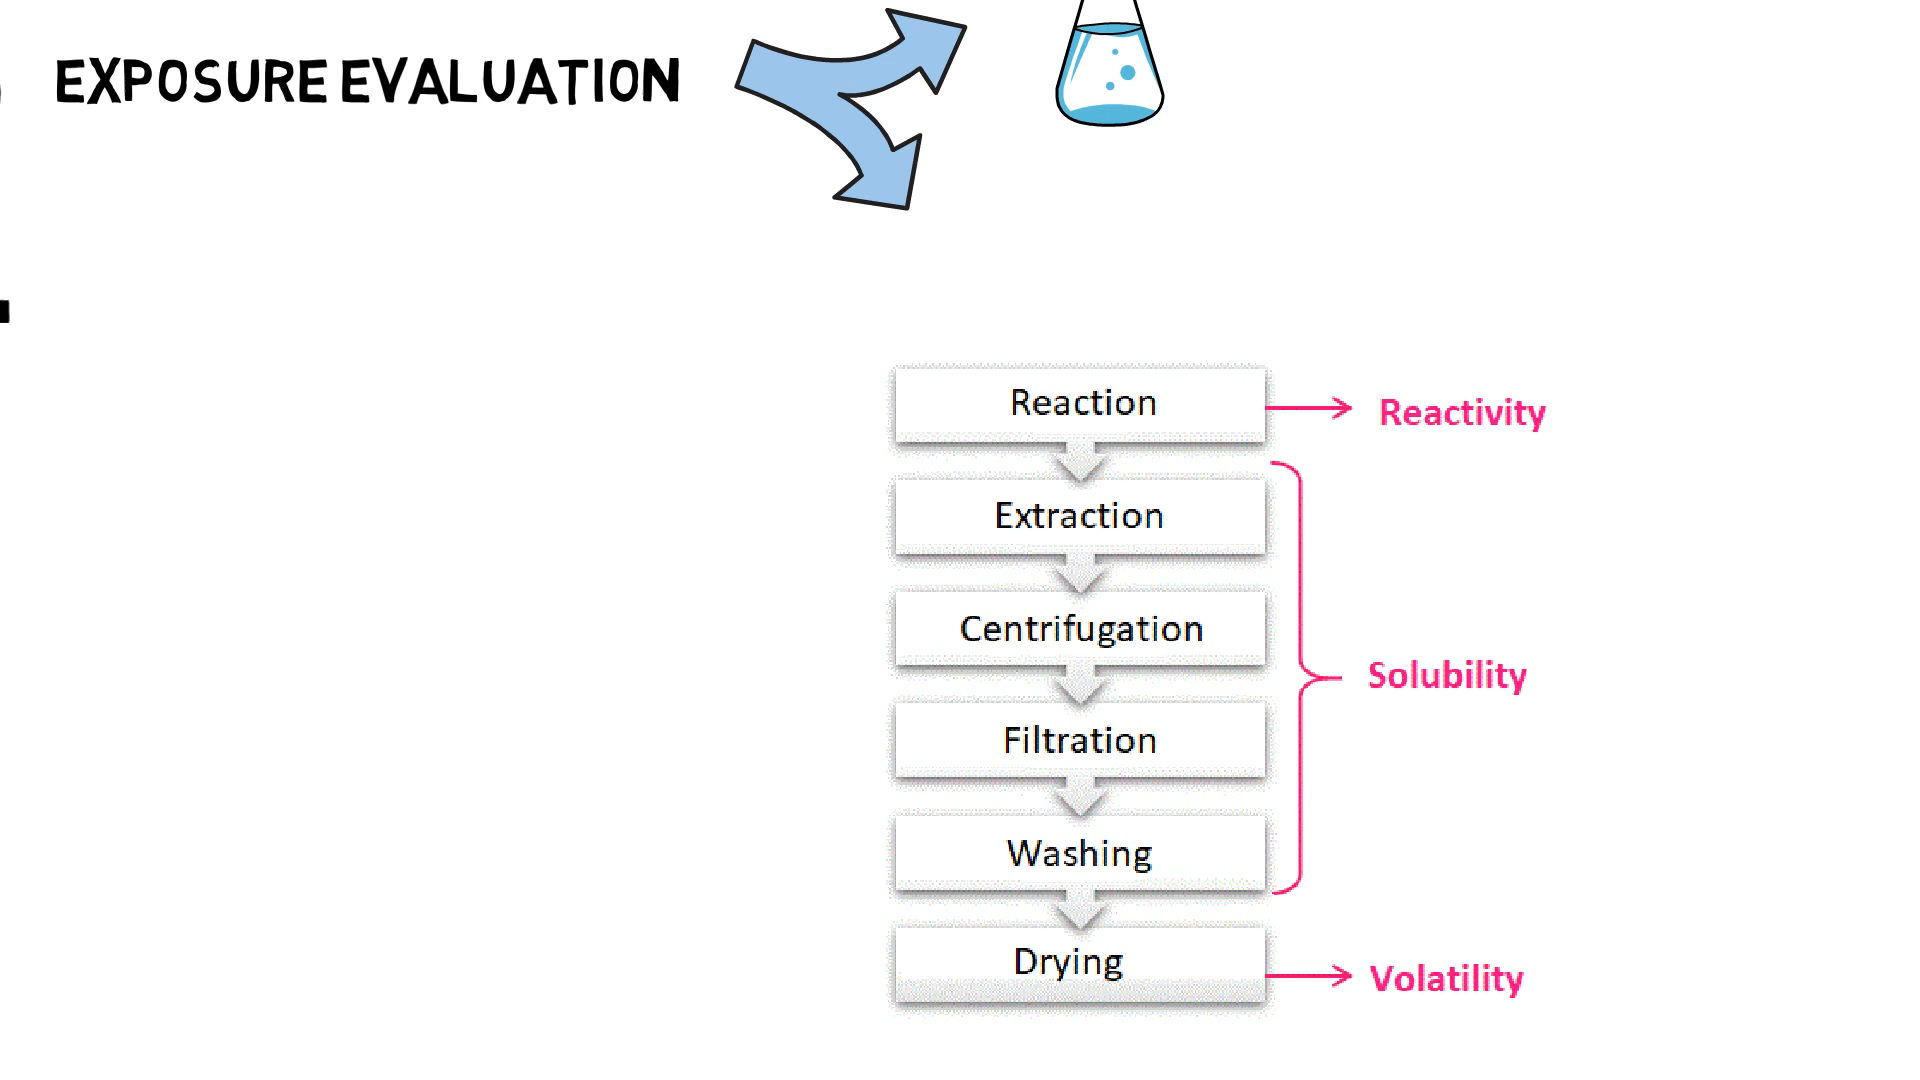 EXPOSURE EVALUATION
Reaction
Reactivity
Extraction
Centrifugation
Solubility
Filtration
Washing
Drying
Volatility